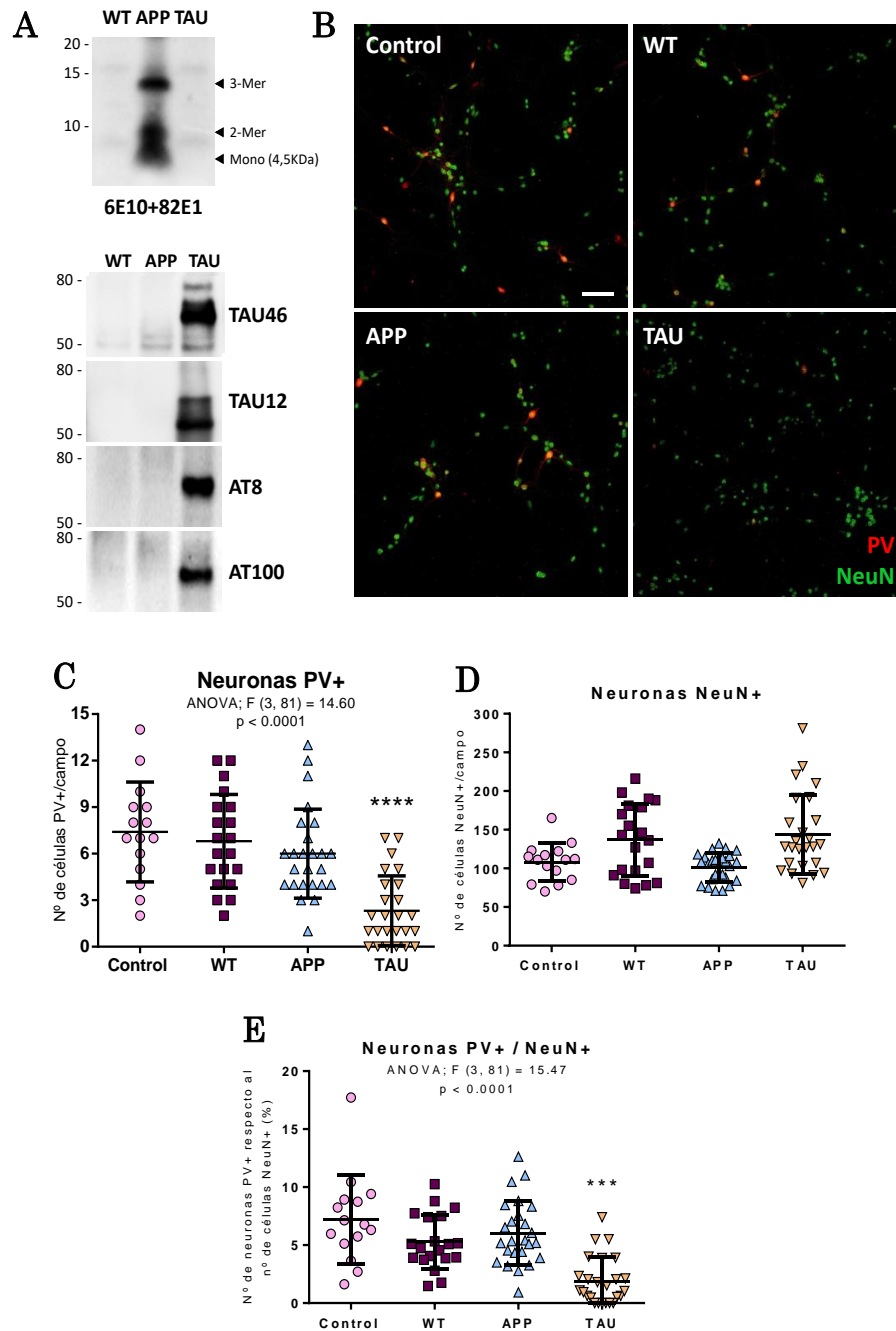 A
WT APP TAU
20 -
15 -
10 -
3-Mer
2-Mer
Mono (4,5KDa)
6E10+82E1
WT APP TAU
80 -
50 -
TAU46
80 -
50 -
TAU12
80 -
50 -
AT8
80 -
50 -
AT100
B
Control
WT
APP
TAU
PV
NeuN
C
Neuronas PV+
ANOVA; F (3, 81) = 14.60
p < 0.0001
Nº de células PV+/campo
15
12
9
6
3
0
****
Control WT APP TAU
D
Neuronas NeuN+
Nº de células NeuN+/campo
300
250
200
150
100
50
0
Control WT APP TAU
E
Neuronas PV+ / NeuN+
ANOVA; F (3, 81) = 15.47
p < 0.0001
Nº de neuronas PV+ respecto al
nº de células NeuN+ (%)
20
15
10
5
0
***
Control WT APP TAU